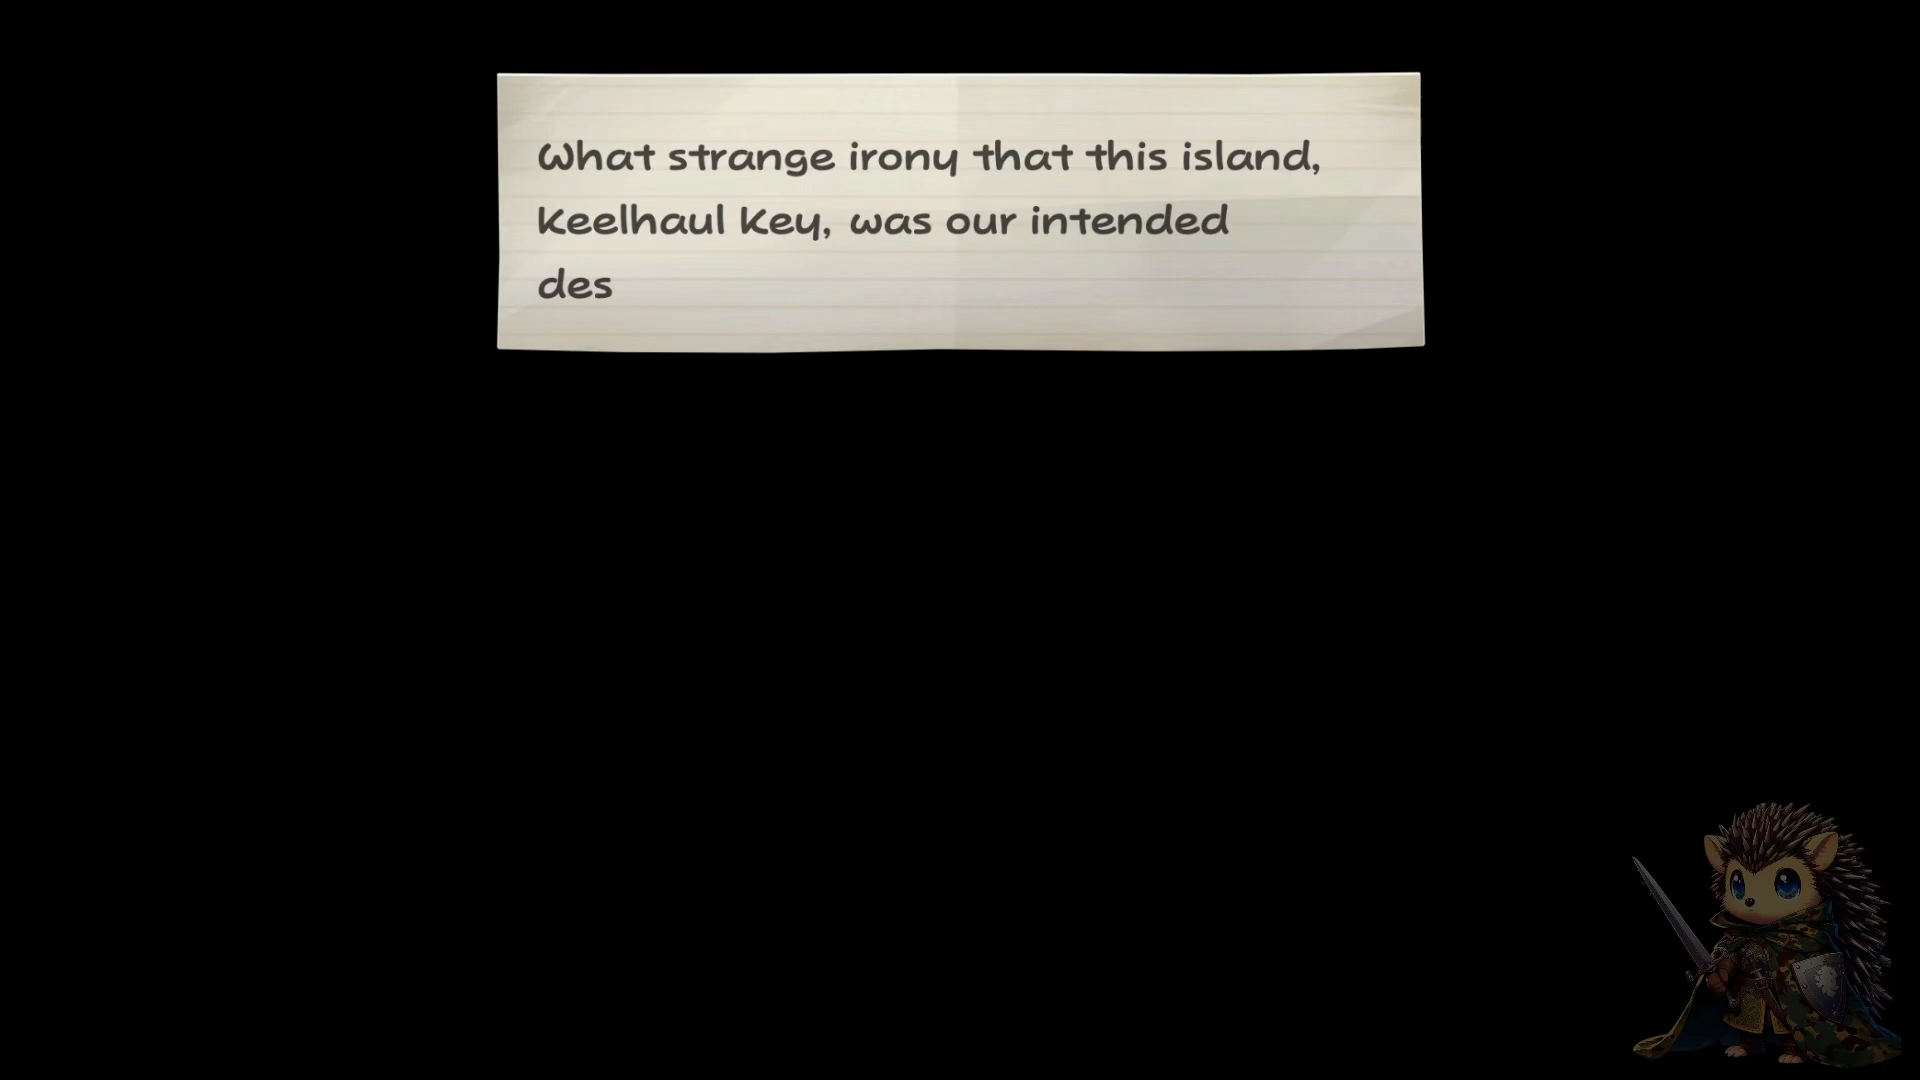 What strange irony that this island,
Keelhaul Key, was our intended
des